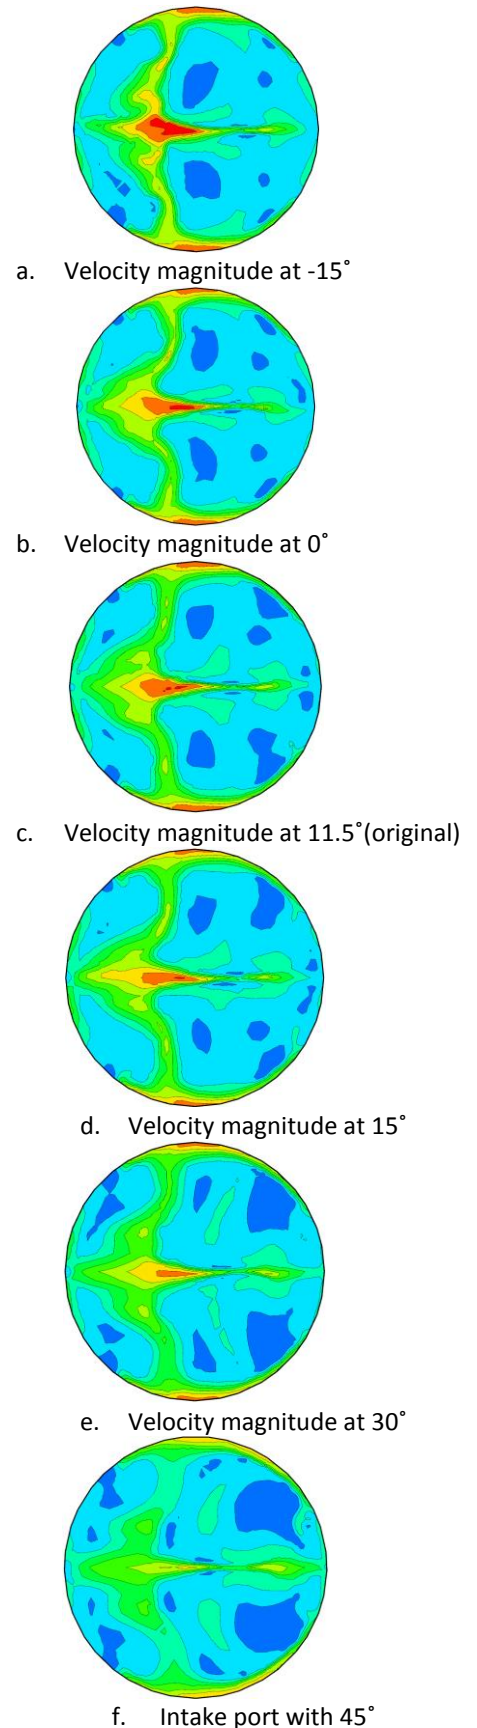 a. Velocity magnitude at -15˚
b. Velocity magnitude at 0˚
c. Velocity magnitude at 11.5˚(original)
d. Velocity magnitude at 15˚
e. Velocity magnitude at 30˚
f. Intake port with 45˚